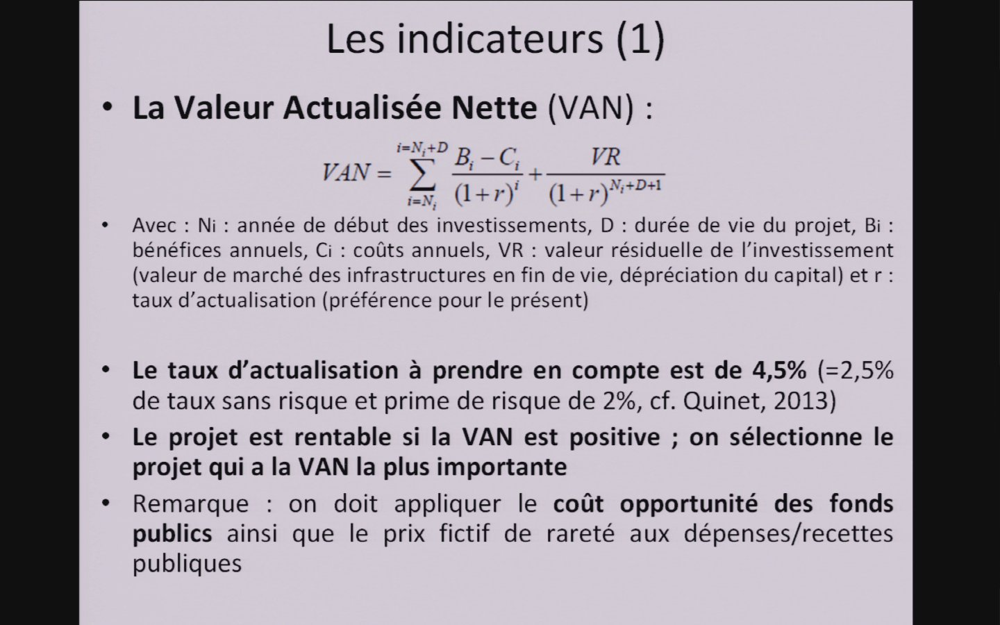 Les indicateurs (1)
• La Valeur Actualisée Nette (VAN) :
VAN = \sum_{i=N_i}^{i=N_i+D} \frac{B_i - C_i}{(1+r)^i} + \frac{VR}{(1+r)^{N_i+D+1}}
• Avec : Ni : année de début des investissements, D : durée de vie du projet, Bi :
bénéfices annuels, Ci : coûts annuels, VR : valeur résiduelle de l’investissement
(valeur de marché des infrastructures en fin de vie, dépréciation du capital) et r :
taux d’actualisation (préférence pour le présent)
• Le taux d’actualisation à prendre en compte est de 4,5% (=2,5%
de taux sans risque et prime de risque de 2%, cf. Quinet, 2013)
• Le projet est rentable si la VAN est positive ; on sélectionne le
projet qui a la VAN la plus importante
• Remarque : on doit appliquer le coût opportunité des fonds
publics ainsi que le prix fictif de rareté aux dépenses/recettes
publiques